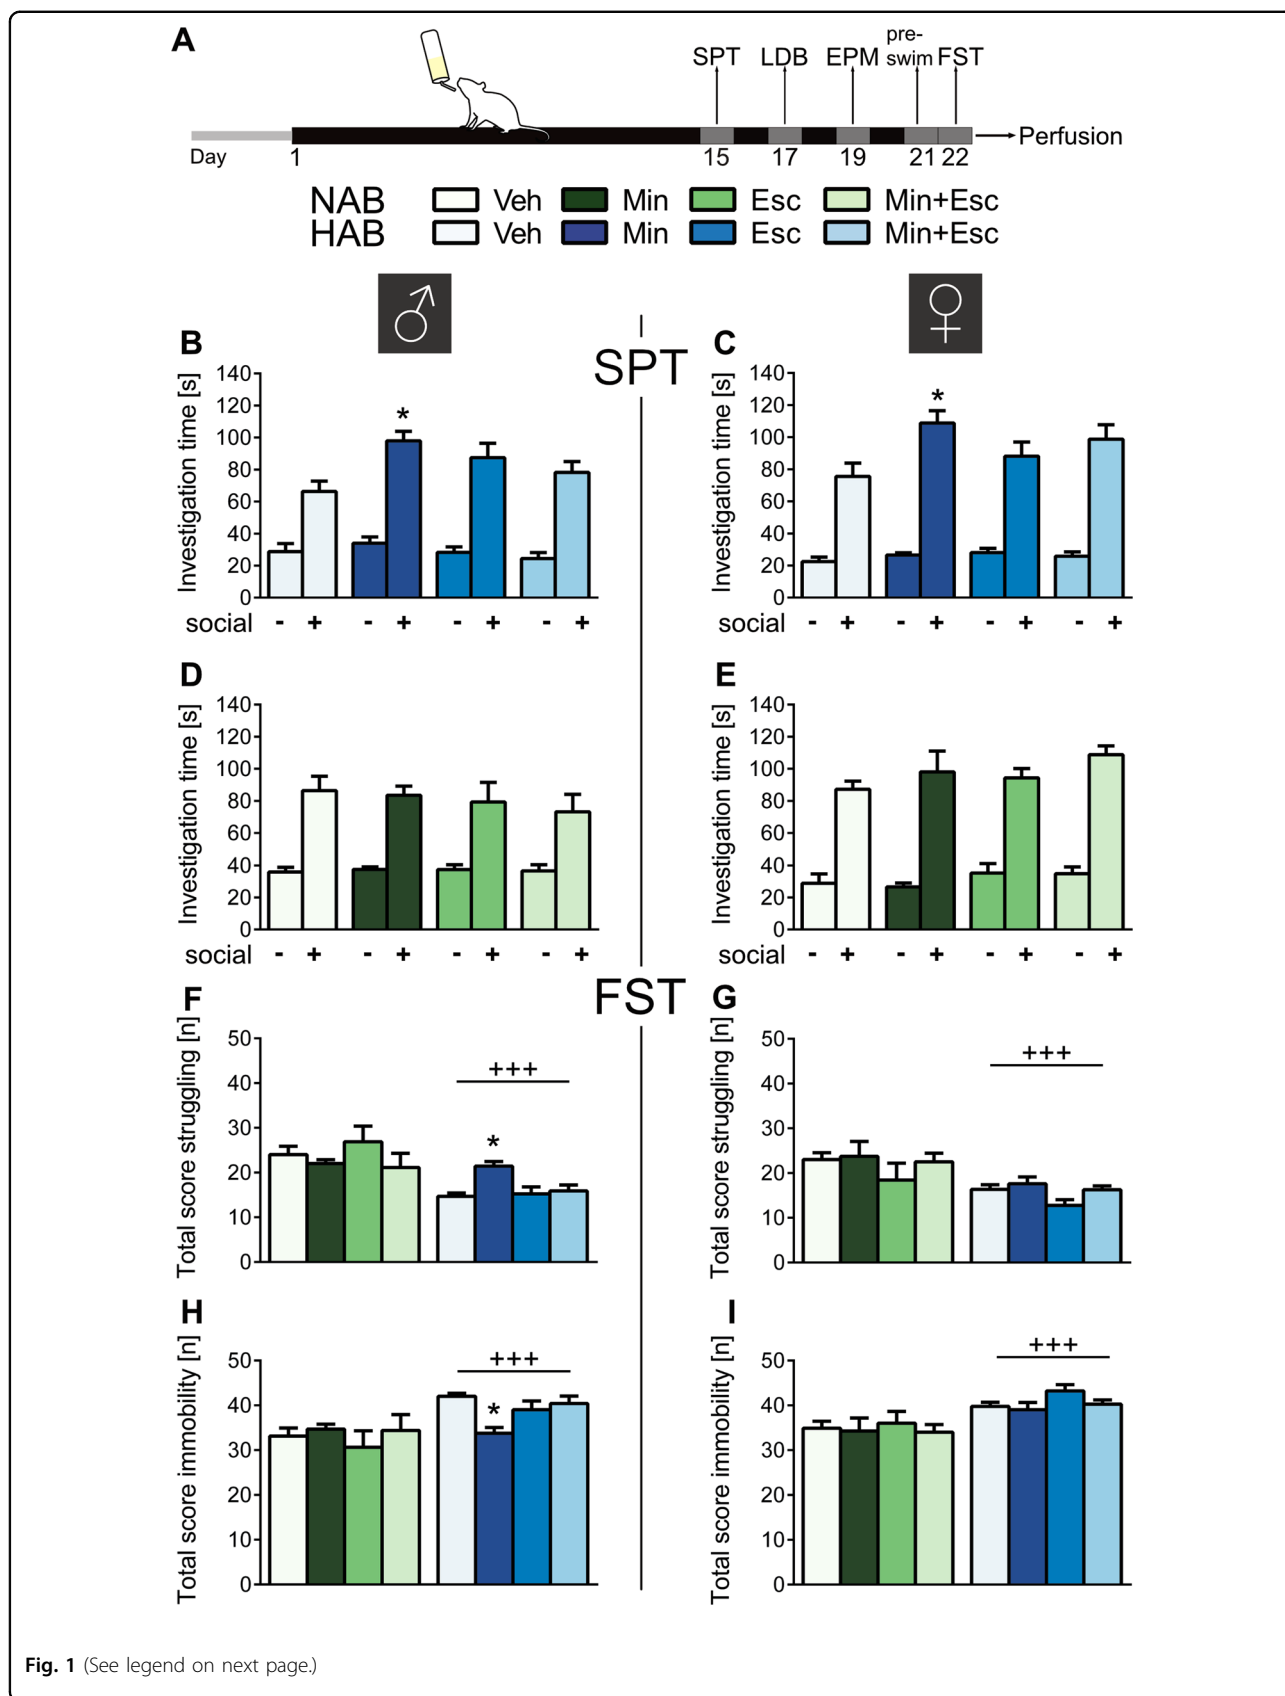 A
SPT LDB EPM pre-swim FST
Day 1 15 17 19 21 22 Perfusion
NAB Veh Min Esc Min+Esc
HAB Veh Min Esc Min+Esc
♂ ♀
SPT
B
Investigation time [s]
140
120
100
80
60
40
20
0
*
social - + - + - + - +
C
Investigation time [s]
140
120
100
80
60
40
20
0
*
social - + - + - + - +
D
Investigation time [s]
140
120
100
80
60
40
20
0
social - + - + - + - +
E
Investigation time [s]
140
120
100
80
60
40
20
0
social - + - + - + - +
FST
F
Total score struggling [n]
50
40
30
20
10
0
+++
*
G
Total score struggling [n]
50
40
30
20
10
0
+++
H
Total score immobility [n]
50
40
30
20
10
0
+++
*
I
Total score immobility [n]
50
40
30
20
10
0
+++
Fig. 1 (See legend on next page.)